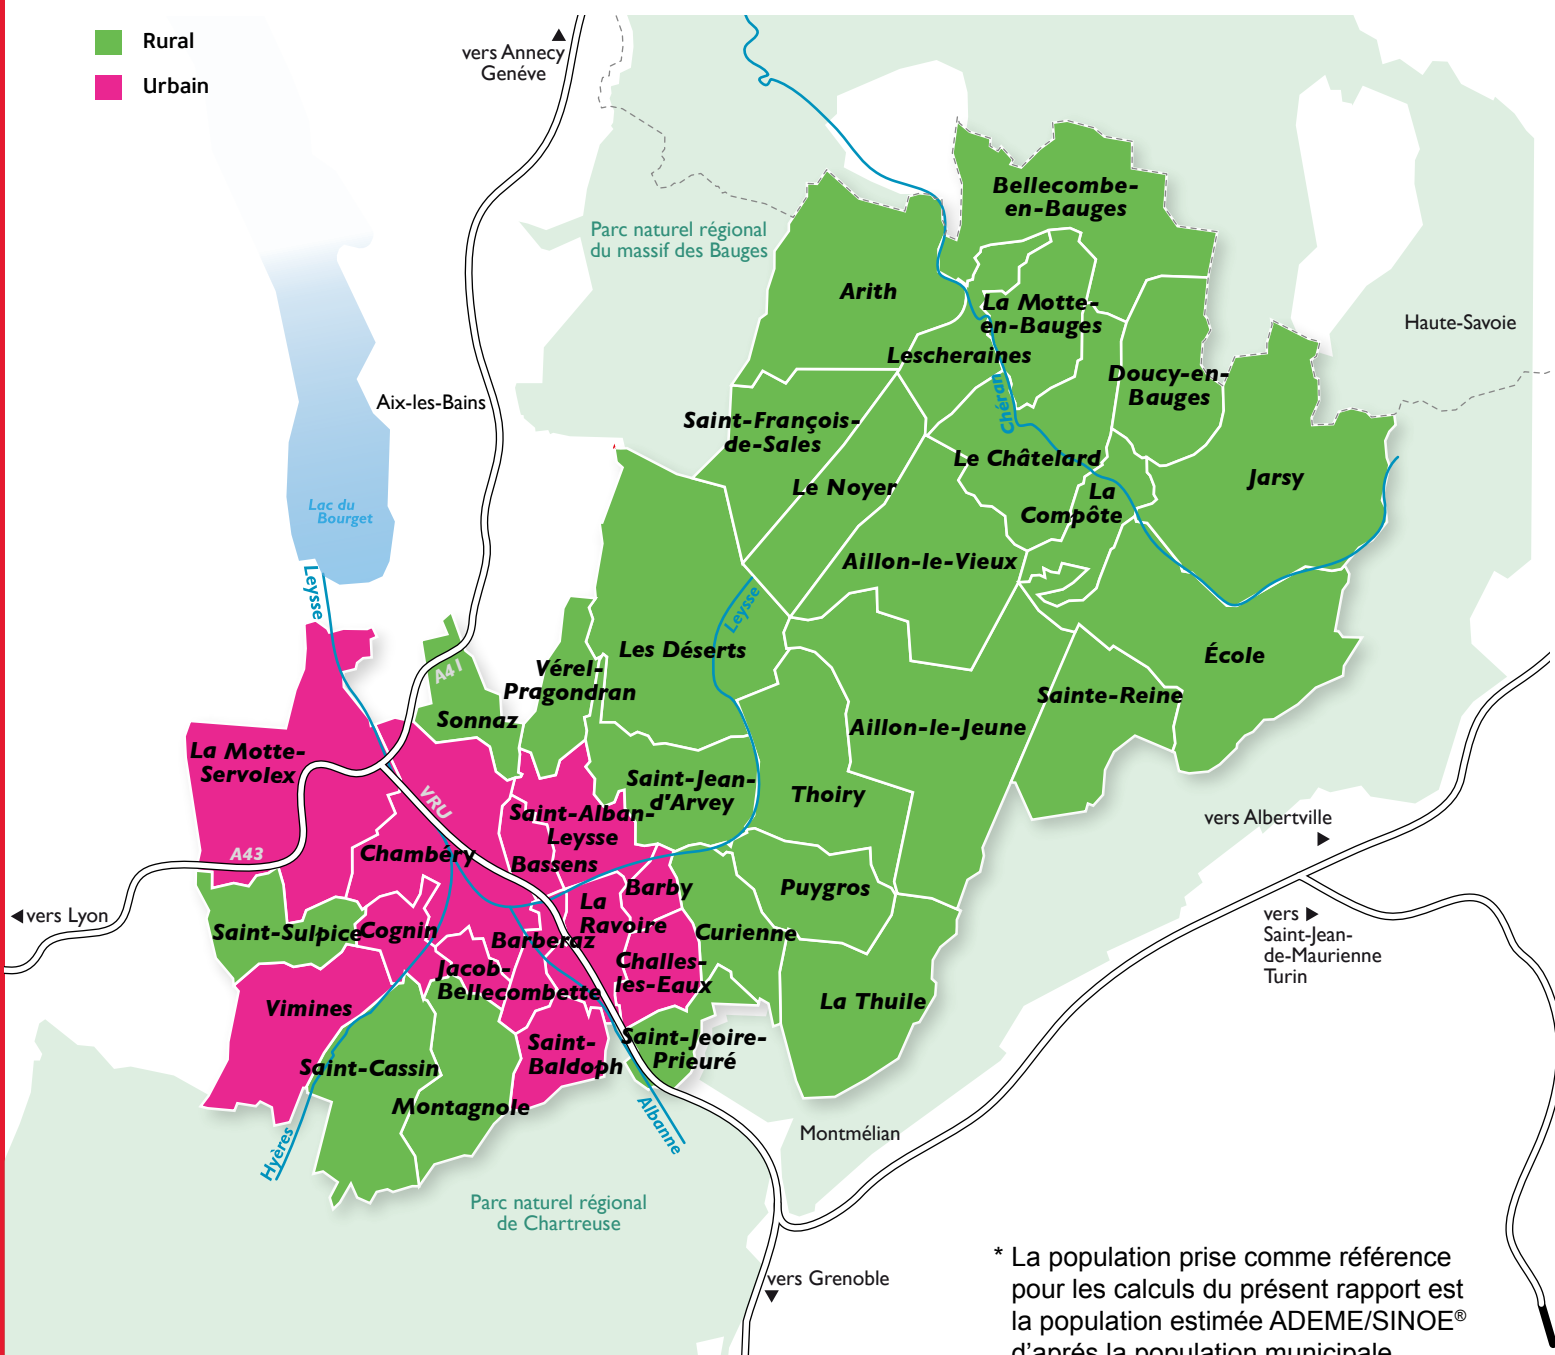 Rural
Urbain
vers Annecy
Genéve
Parc naturel régional
du massif des Bauges
Bellecombe-
en-Bauges
Arith
La Motte-
en-Bauges
Haute-Savoie
Lescheraines
Doucy-en-
Bauges
Aix-les-Bains
Chéran
Saint-François-
de-Sales
Le Châtelard
Jarsy
Le Noyer
La
Compôte
Lac du
Bourget
Aillon-le-Vieux
Leysse
Leysse
Les Déserts
École
Vérel-
Pragondran
A41
Sainte-Reine
Sonnaz
Aillon-le-Jeune
La Motte-
Servolex
Saint-Jean-
d'Arvey
Thoiry
VRU
Saint-Alban-
Leysse
vers Albertville
Chambéry
A43
Bassens
Barby
Puygros
La
Ravoire
vers Lyon
Saint-Sulpice
Cognin
Barberaz
Curienne
vers
Saint-Jean-
de-Maurienne
Turin
Jacob-
Bellecombette
Challes-
les-Eaux
Vimines
La Thuile
Saint-
Baldoph
Saint-Jeoire-
Prieuré
Saint-Cassin
Montagnole
Albanne
Hyères
Montmélian
Parc naturel régional
de Chartreuse
vers Grenoble
* La population prise comme référence
pour les calculs du présent rapport est
la population estimée ADEME/SINOE®
d'aprés la population municipale